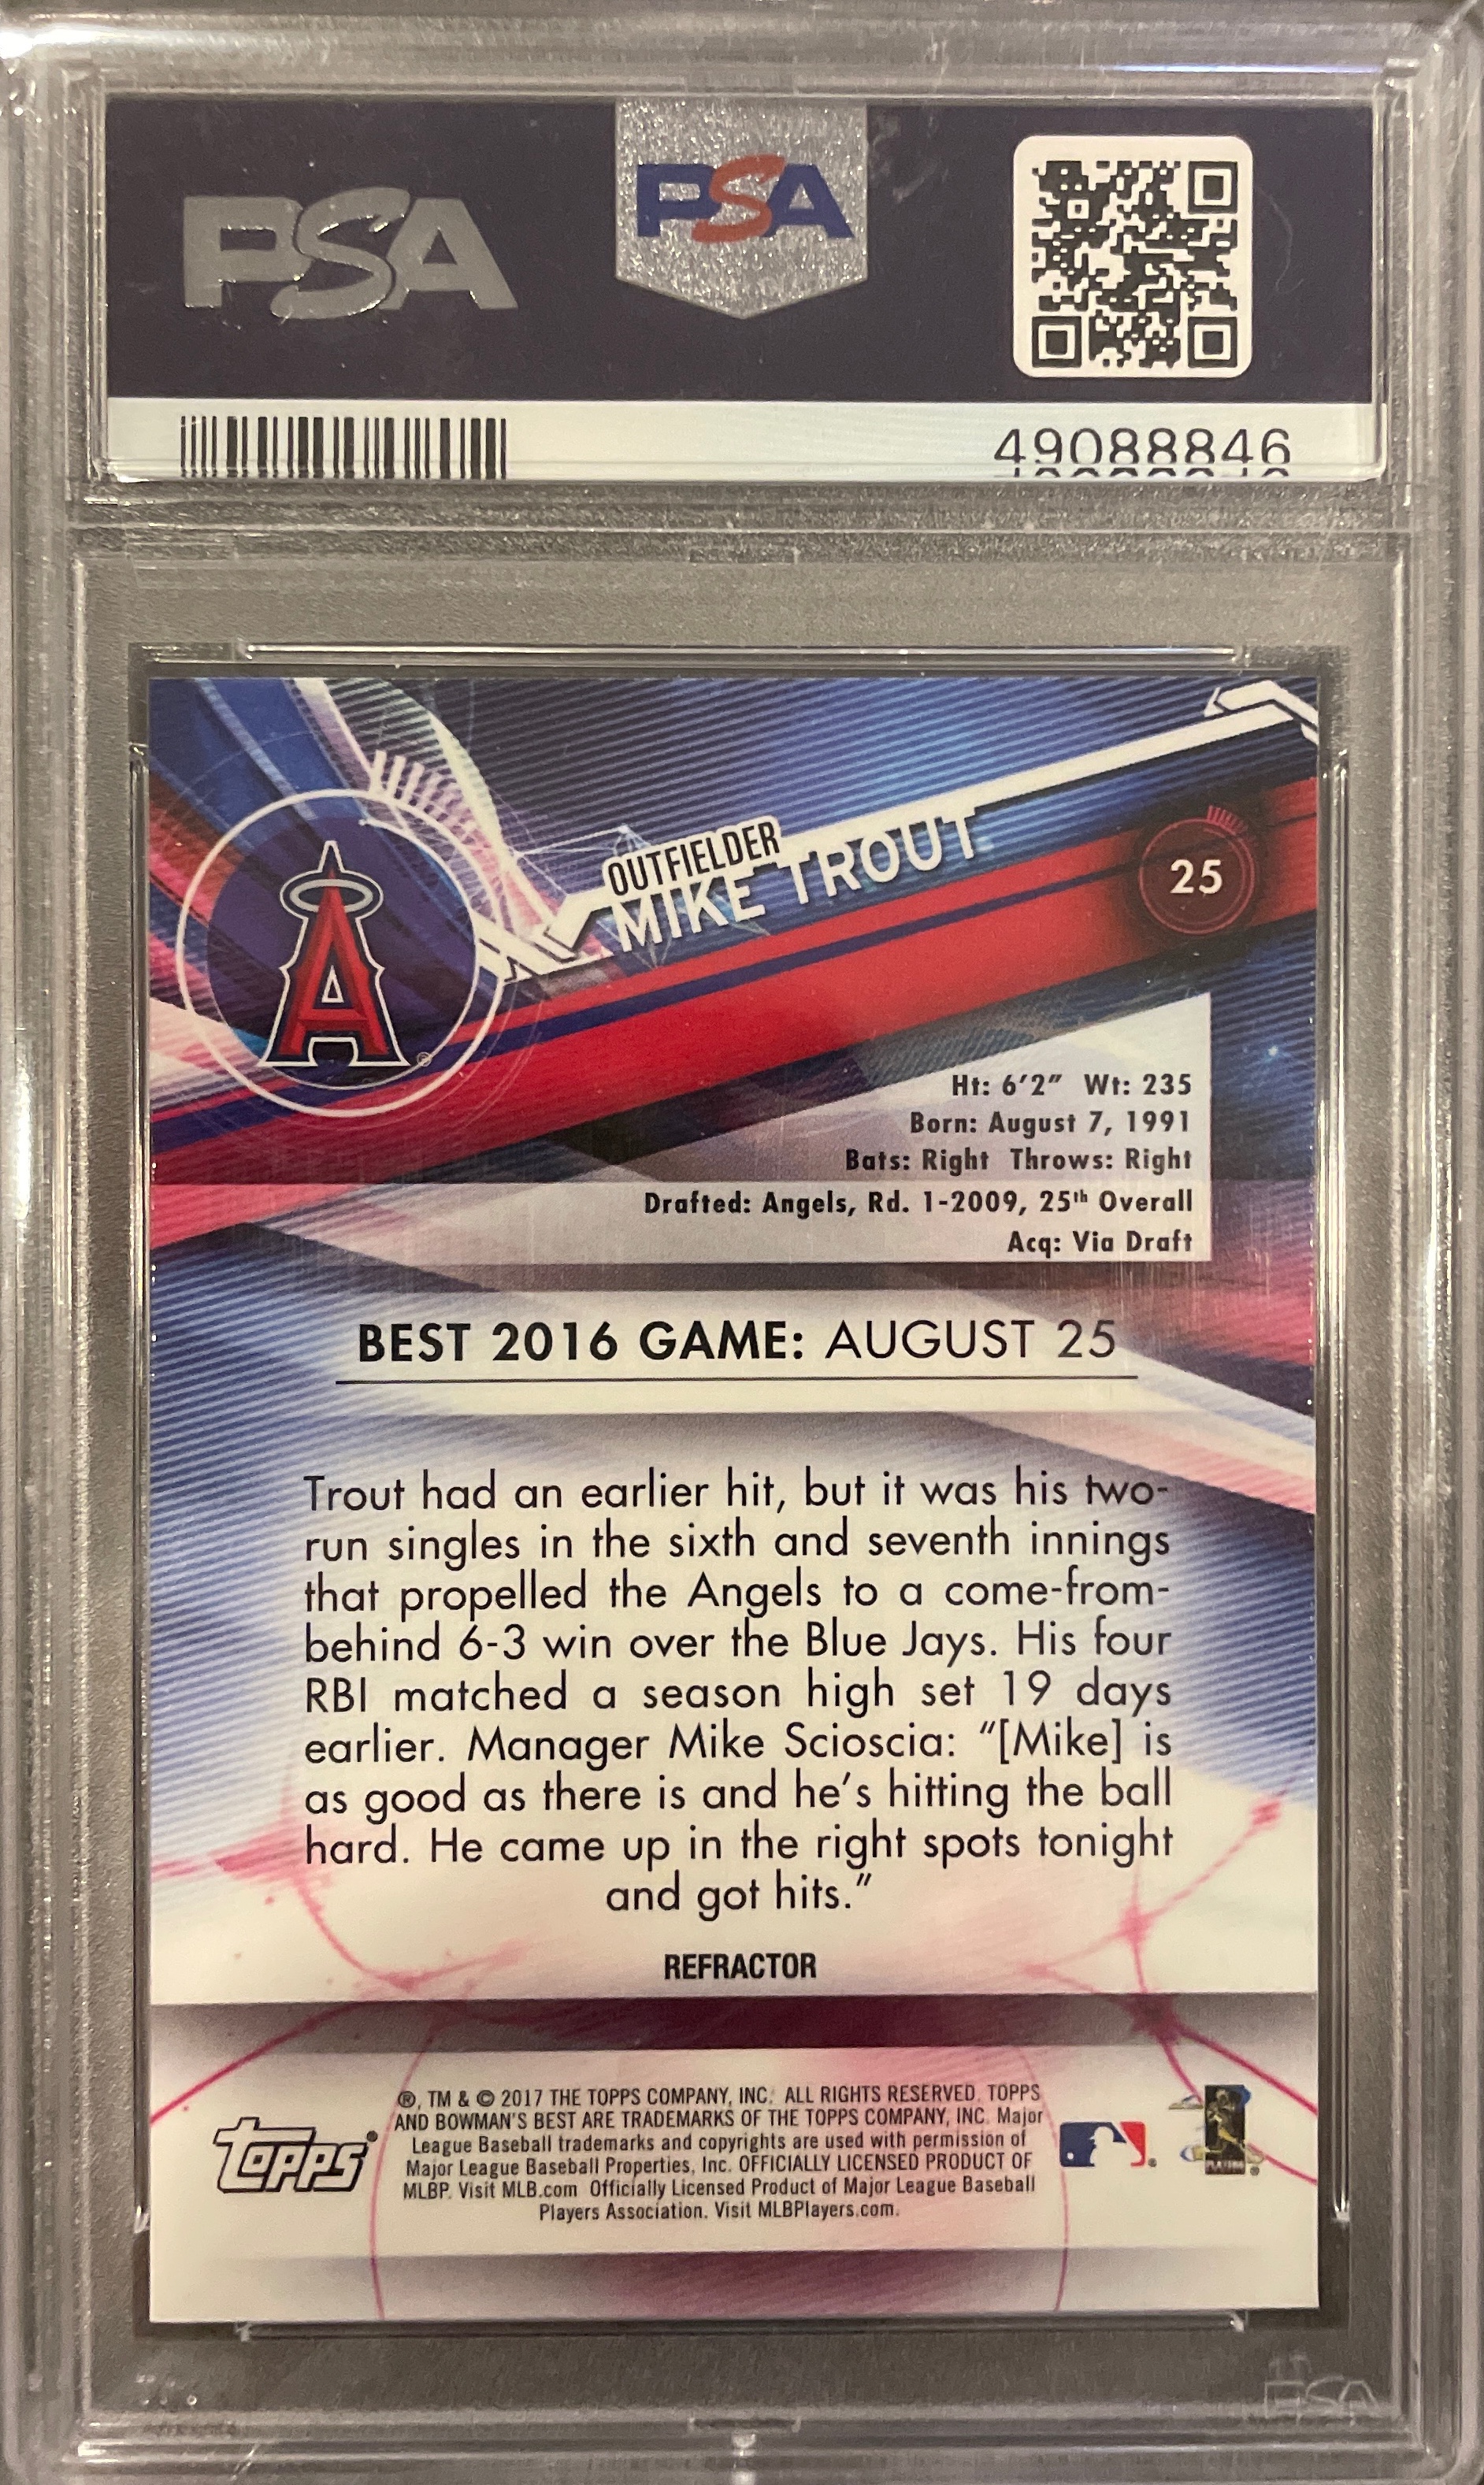 PSA
PSA
49088846
OUTFIELDER
MIKE TROUT
25
A
®
Ht: 6'2" Wt: 235
Born: August 7, 1991
Bats: Right Throws: Right
Drafted: Angels, Rd. 1-2009, 25th Overall
Acq: Via Draft
BEST 2016 GAME: AUGUST 25
Trout had an earlier hit, but it was his two-
run singles in the sixth and seventh innings
that propelled the Angels to a come-from-
behind 6-3 win over the Blue Jays. His four
RBI matched a season high set 19 days
earlier. Manager Mike Scioscia: "[Mike] is
as good as there is and he's hitting the ball
hard. He came up in the right spots tonight
and got hits."
REFRACTOR
®, TM & © 2017 THE TOPPS COMPANY, INC. ALL RIGHTS RESERVED. TOPPS
AND BOWMAN'S BEST ARE TRADEMARKS OF THE TOPPS COMPANY, INC. Major
League Baseball trademarks and copyrights are used with permission of
Major League Baseball Properties, Inc. OFFICIALLY LICENSED PRODUCT OF
MLBP. Visit MLB.com Officially Licensed Product of Major League Baseball
Players Association. Visit MLBPlayers.com.
Topps®
PSA